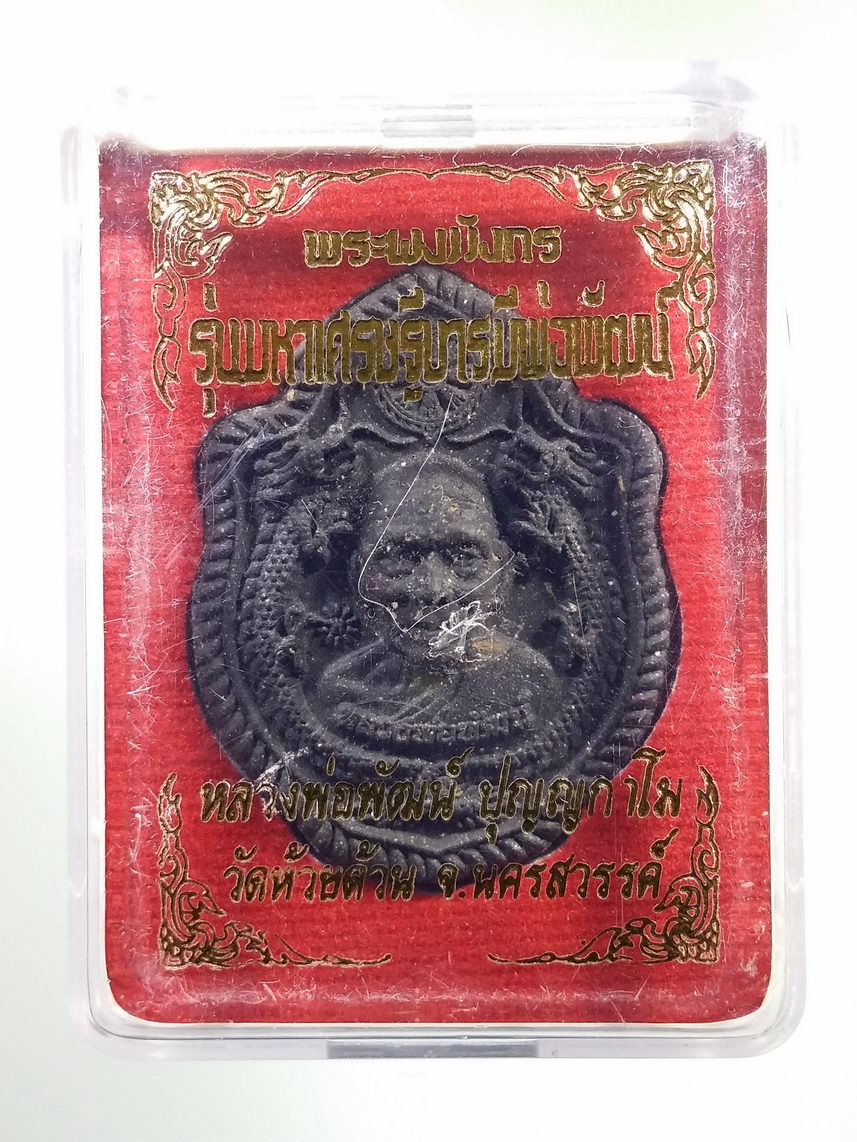 พระผงมังกร
รุ่นมหาเศรษฐีบารมีพ่อพัฒน์
หลวงพ่อพัฒน์ ปุญญกาโม
วัดห้วยด้วน จ.นครสวรรค์